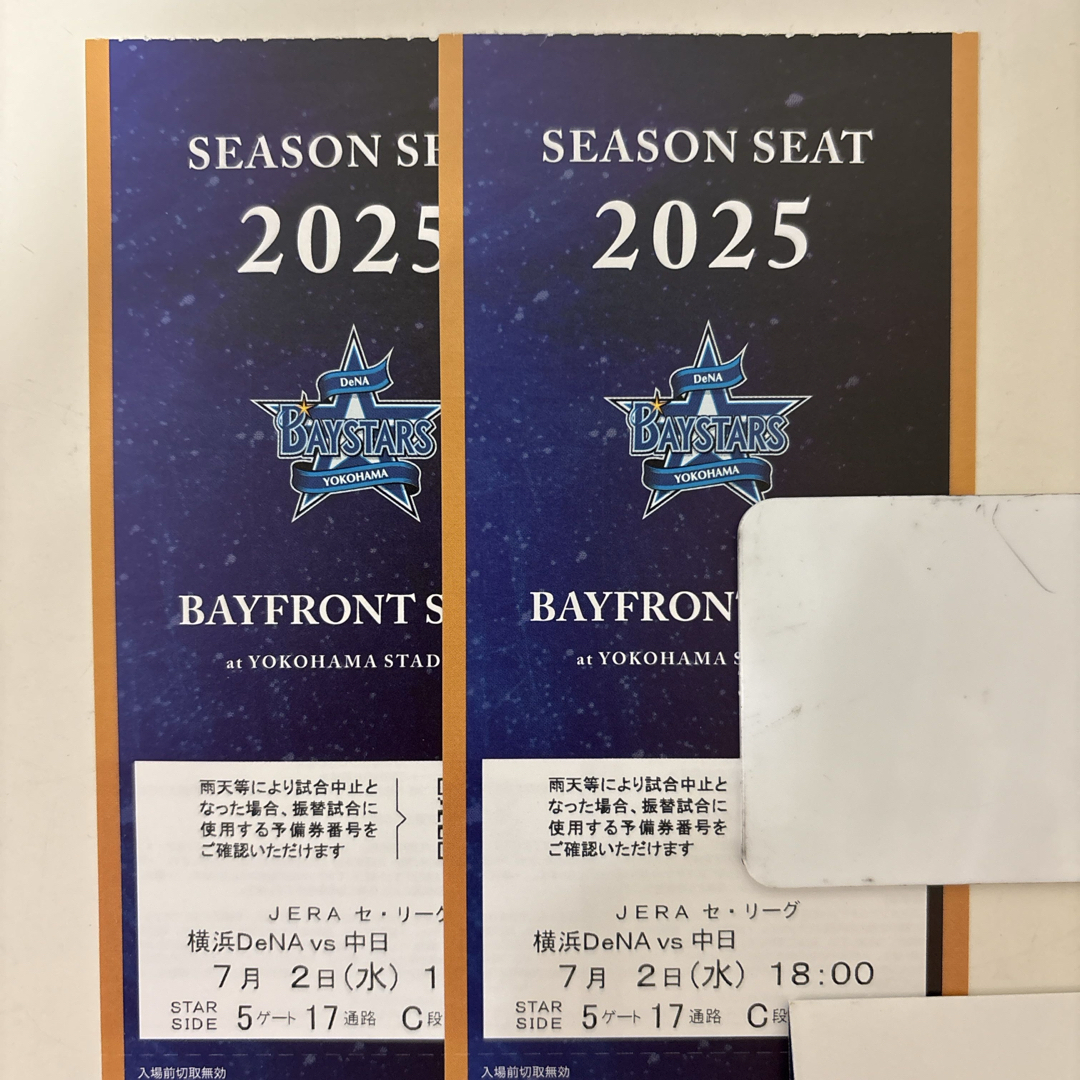 SEASON SE
2025
DeNA
BAYSTARS
YOKOHAMA
BAYFRONT S
at YOKOHAMA STAD
雨天等により試合中止と
なった場合、振替試合に
使用する予備券番号を
ご確認いただけます
JERA セ・リーグ
横浜DeNA vs 中日
7月 2日(水) 1
STAR
SIDE
5ゲート 17通路 C段
入場前切取無効
SEASON SEAT
2025
DeNA
BAYSTARS
YOKOHAMA
BAYFRON
at YOKOHAMA S
雨天等により試合中止と
なった場合、振替試合に
使用する予備券番号を
ご確認いただけます
JERA セ・リーグ
横浜DeNA vs 中日
7月 2日(水) 18:00
STAR
SIDE
5ゲート 17通路 C段
入場前切取無効